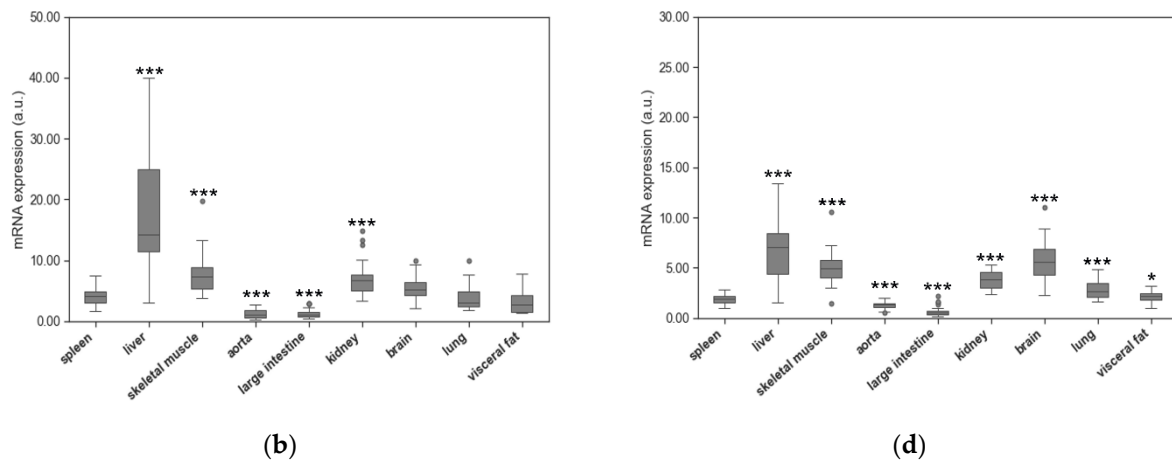 50.00
40.00
30.00
20.00
10.00
0.00
mRNA expression (a.u.)
***
***
***
***
***
spleen
liver
skeletal muscle
aorta
large intestine
kidney
brain
lung
visceral fat
(b)
30.00
25.00
20.00
15.00
10.00
5.00
0.00
mRNA expression (a.u.)
***
***
***
***
***
***
***
*
spleen
liver
skeletal muscle
aorta
large intestine
kidney
brain
lung
visceral fat
(d)